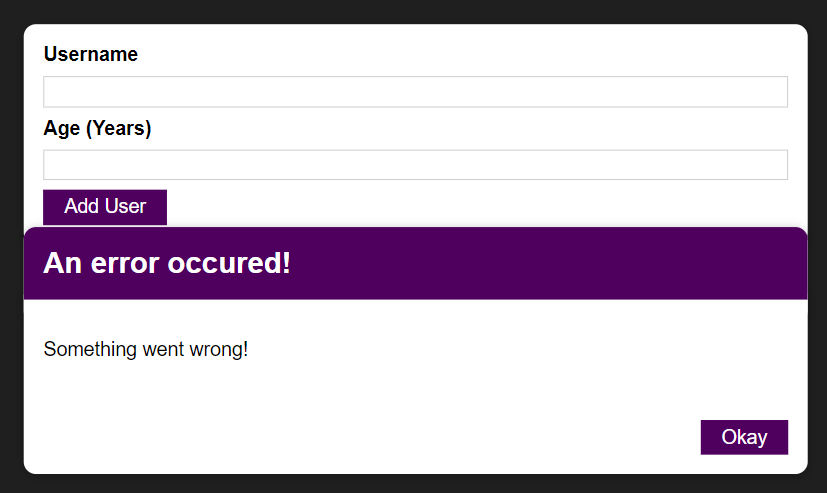 Username
Age (Years)
Add User
An error occured!
Something went wrong!
Okay